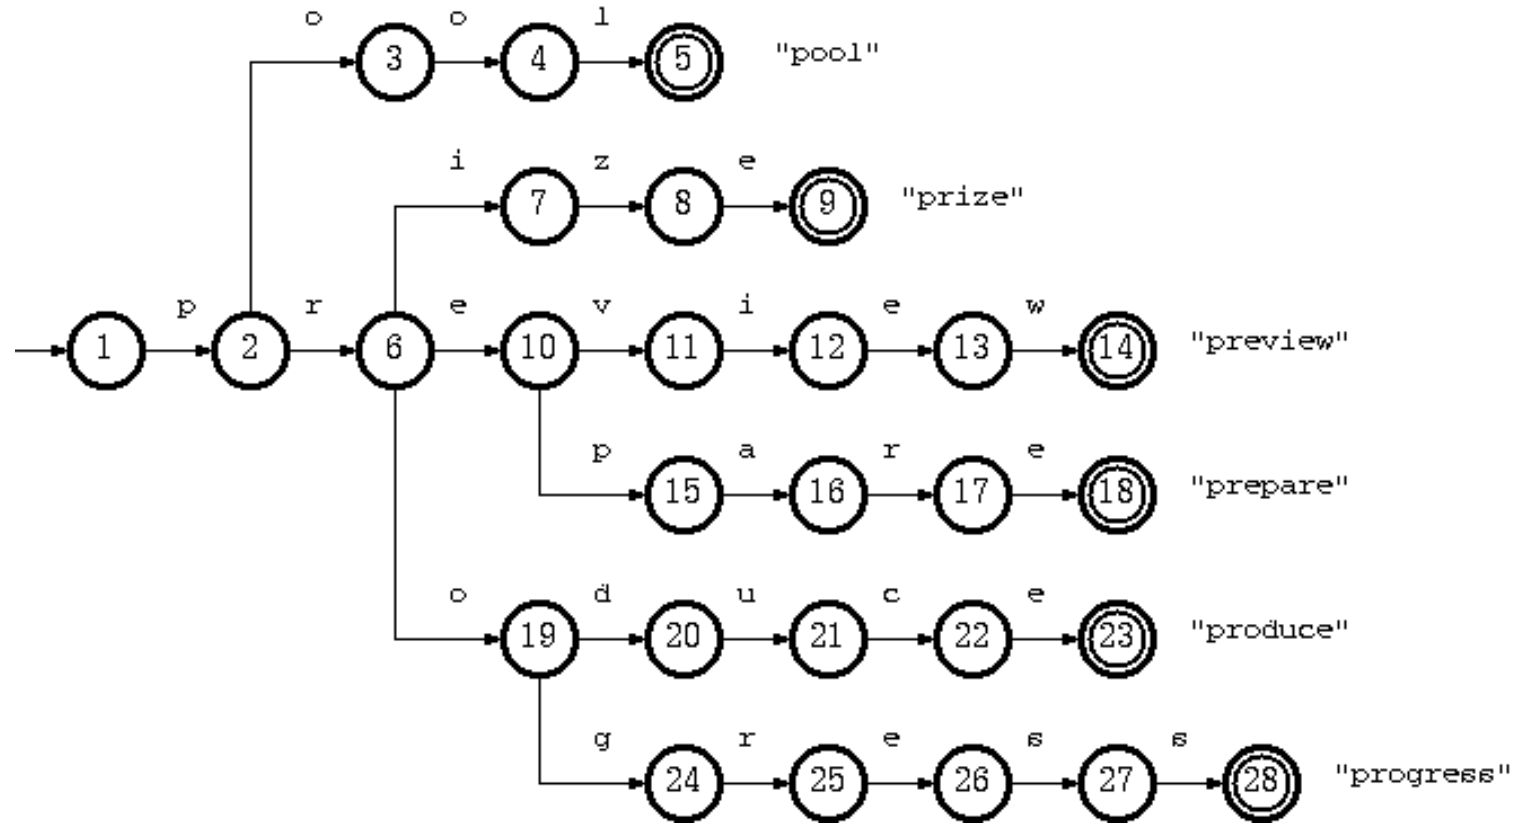 o o l
3 4 5 "pool"
i z e
7 8 9 "prize"
p r e v i e w
1 2 6 10 11 12 13 14 "preview"
p a r e
15 16 17 18 "prepare"
o d u c e
19 20 21 22 23 "produce"
g r e s s
24 25 26 27 28 "progress"